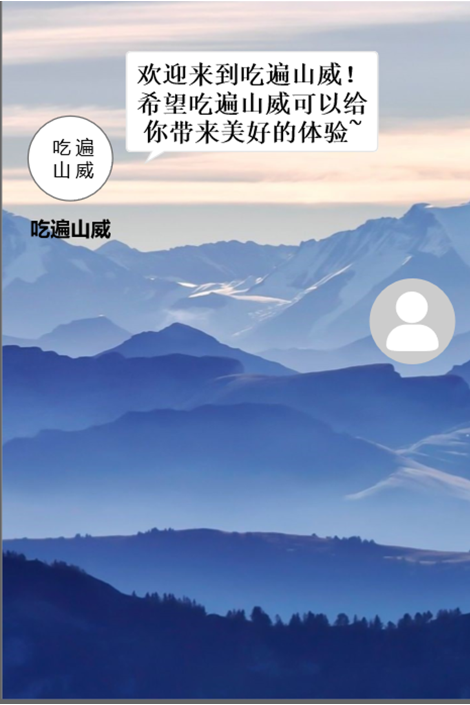 欢迎来到吃遍山威！
希望吃遍山威可以给
你带来美好的体验~
吃遍
山威
吃遍山威